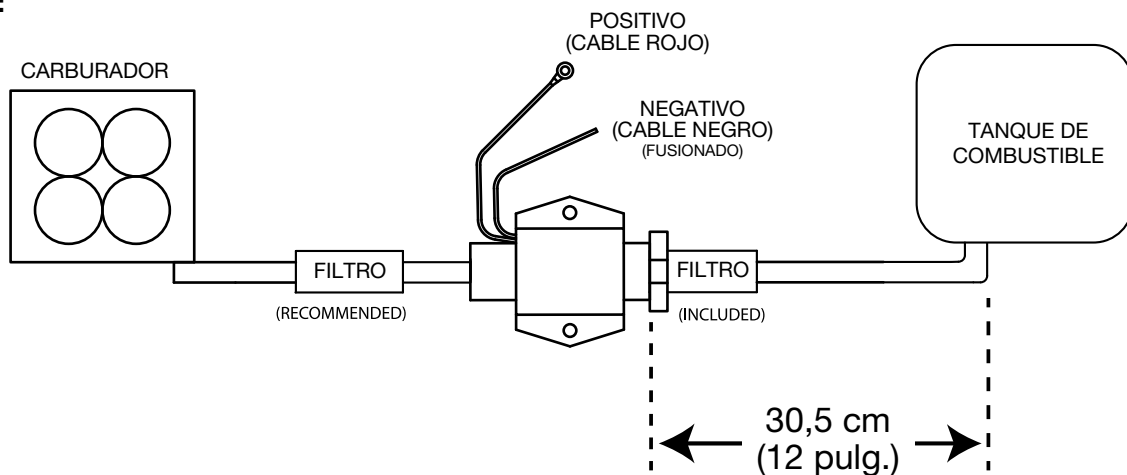 CARBURADOR
POSITIVO
(CABLE ROJO)
NEGATIVO
(CABLE NEGRO)
(FUSIONADO)
TANQUE DE
COMBUSTIBLE
FILTRO
(RECOMMENDED)
FILTRO
(INCLUDED)
30,5 cm
(12 pulg.)